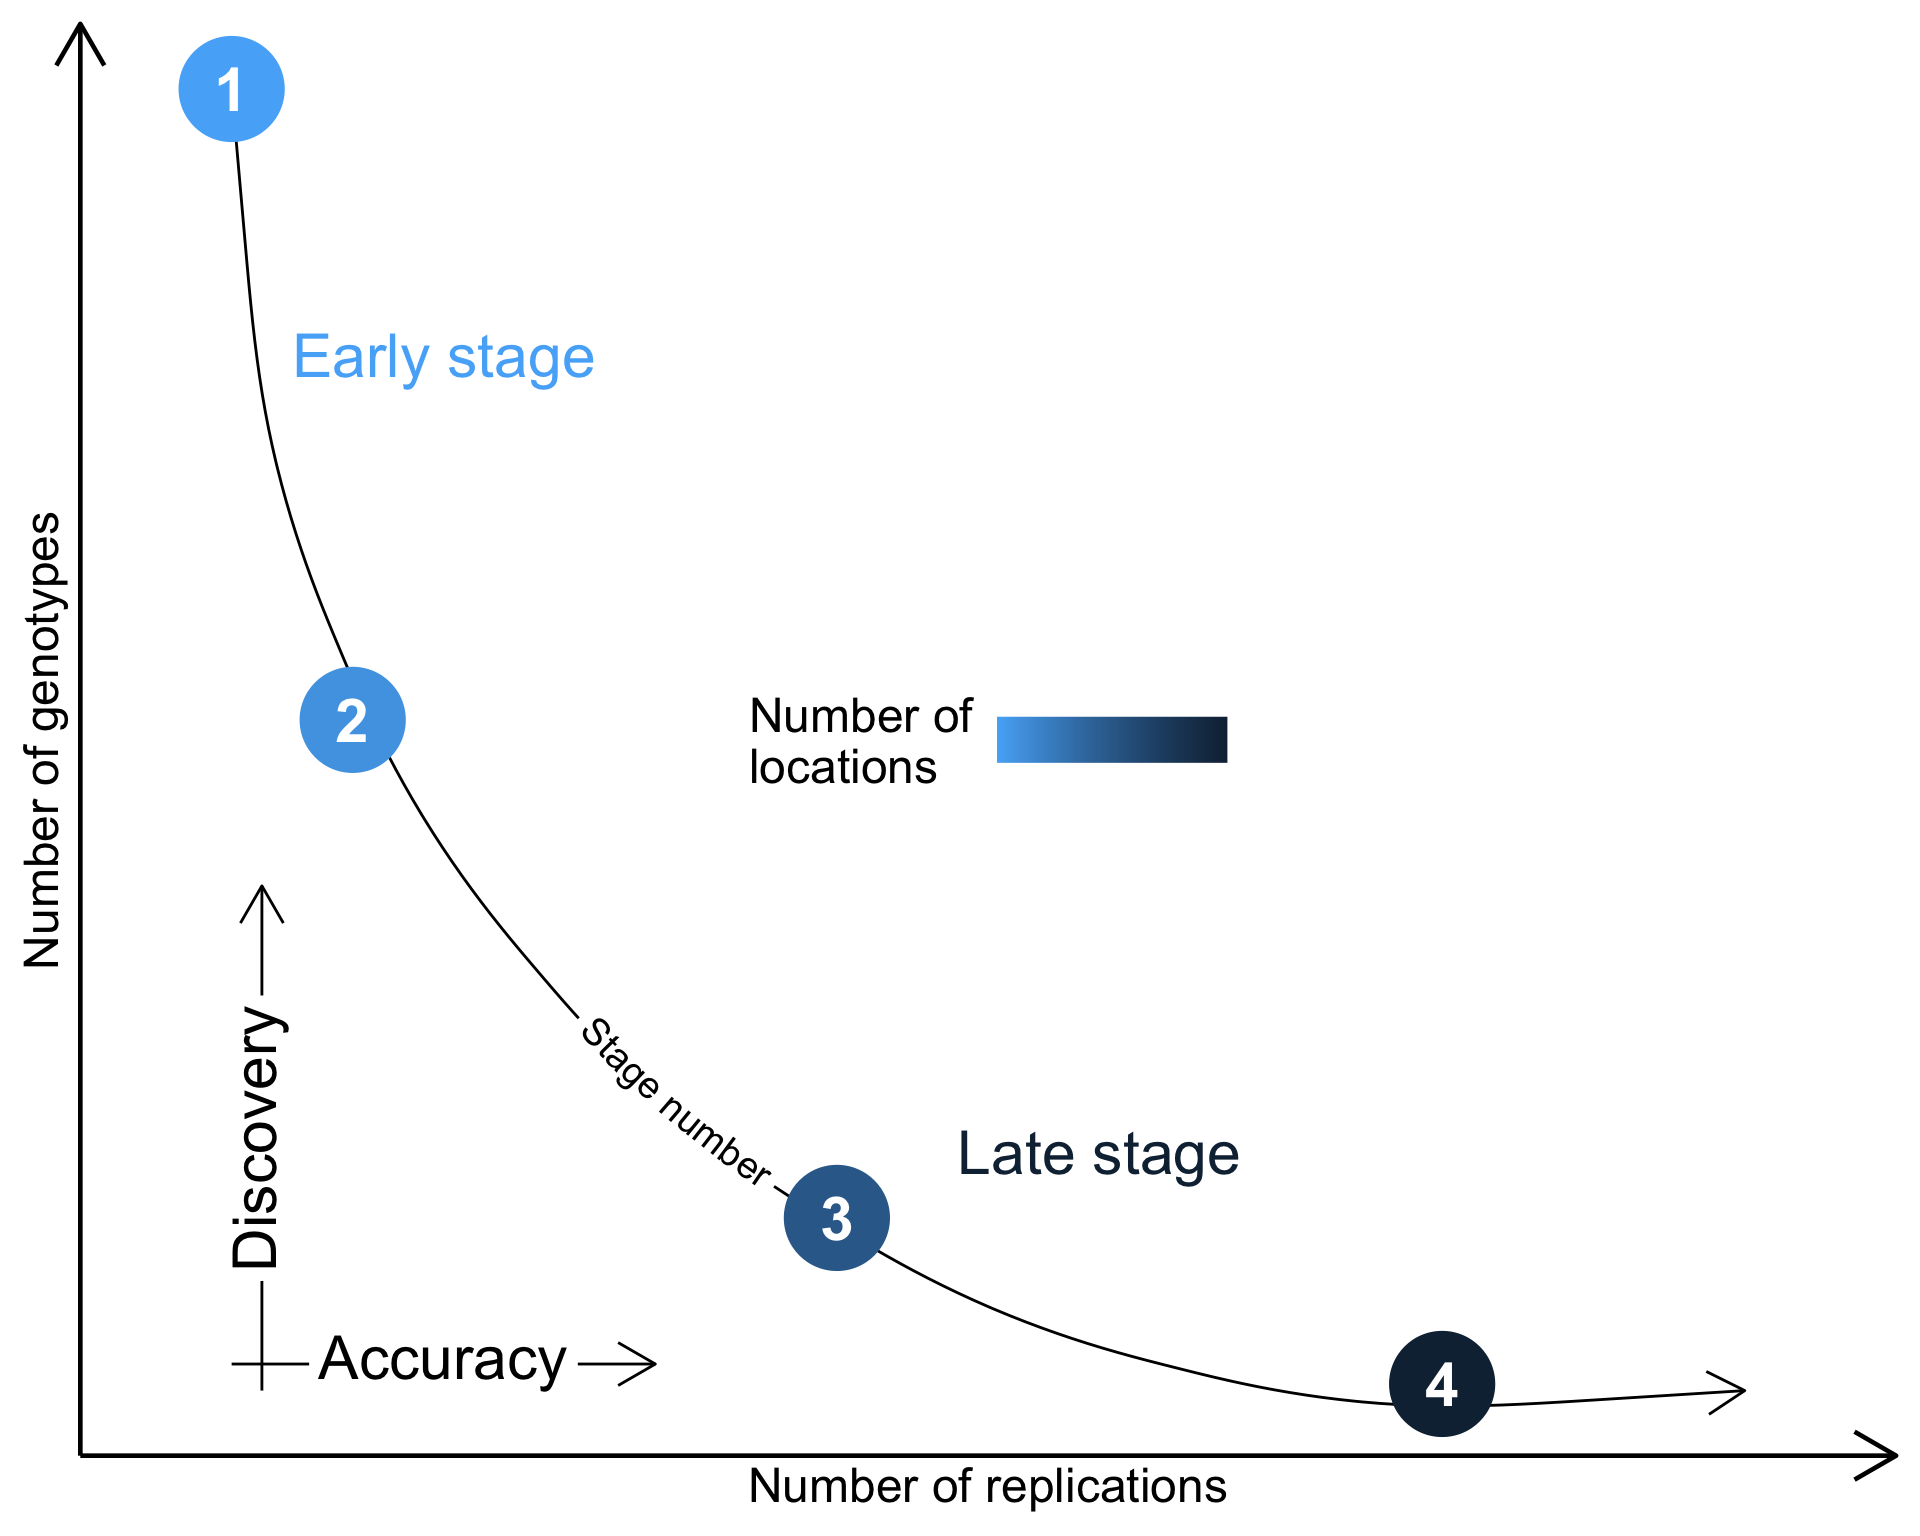 1
Early stage
Number of genotypes
2
Number of
locations
Discovery
Stage number
Late stage
3
Accuracy
4
Number of replications